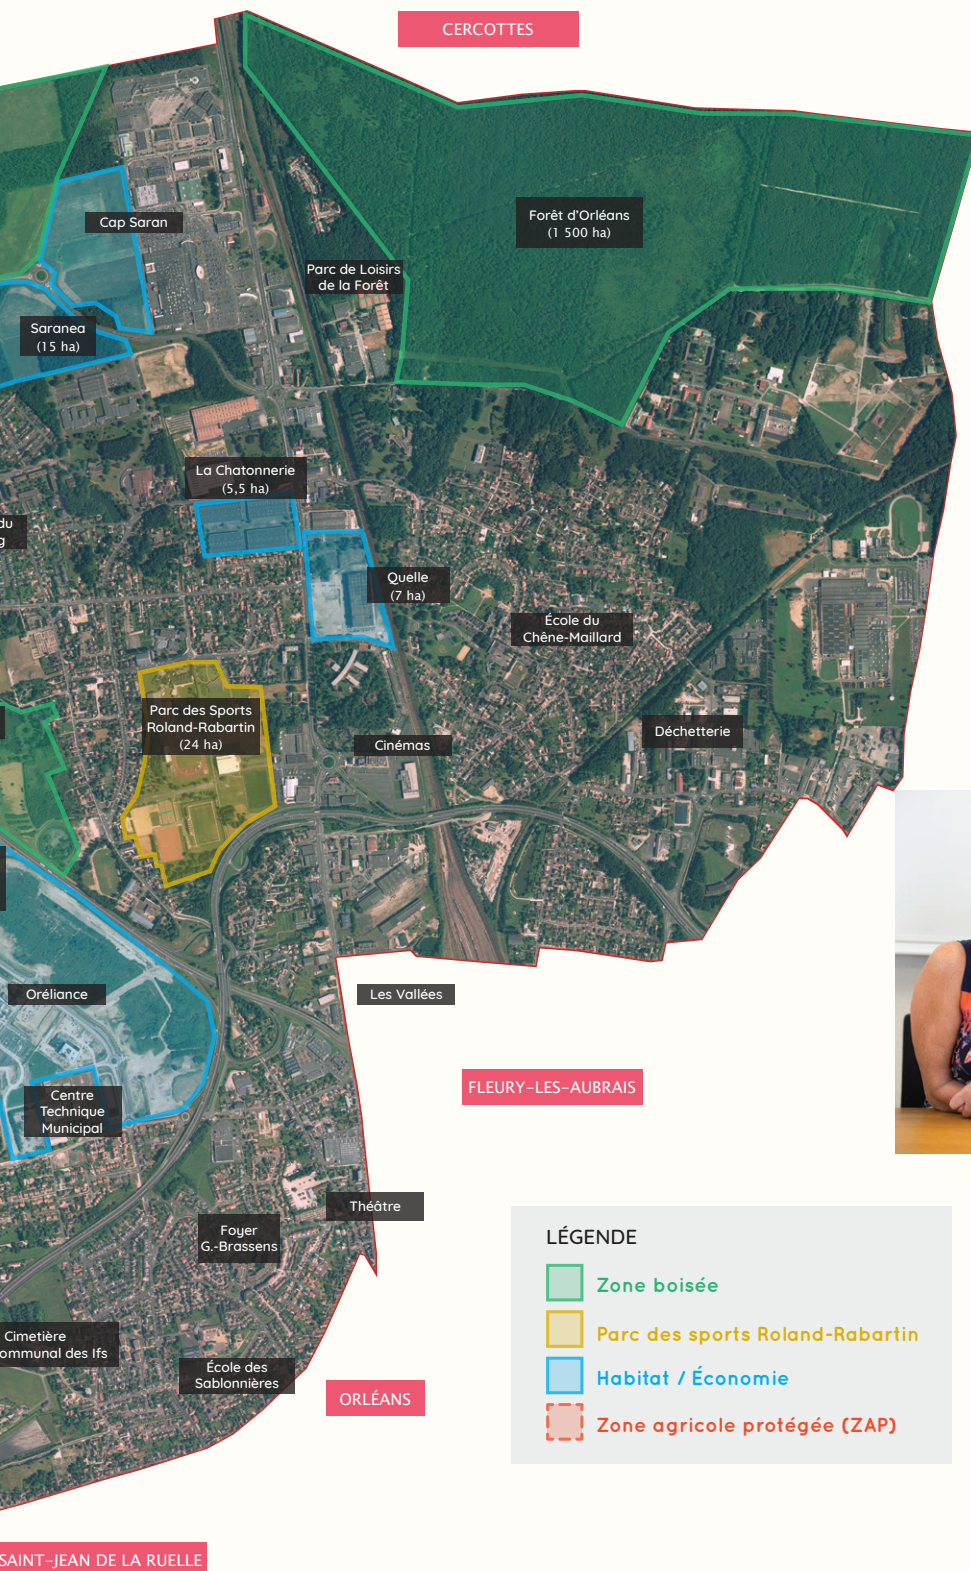 CERCOTTES
Forêt d'Orléans
(1 500 ha)
Cap Saran
Parc de Loisirs
de la Forêt
Saranea
(15 ha)
La Chatonnerie
(5,5 ha)
du
g
Quelle
(7 ha)
École du
Chêne-Maillard
Parc des Sports
Roland-Rabartin
(24 ha)
Déchetterie
Cinémas
Oréliance
Les Vallées
Centre
Technique
Municipal
FLEURY-LES-AUBRAIS
Théâtre
Foyer
G.-Brassens
Cimetière
ommunal des Ifs
École des
Sablonnières
ORLÉANS
SAINT-JEAN DE LA RUELLE
LÉGENDE
Zone boisée
Parc des sports Roland-Rabartin
Habitat / Économie
Zone agricole protégée (ZAP)